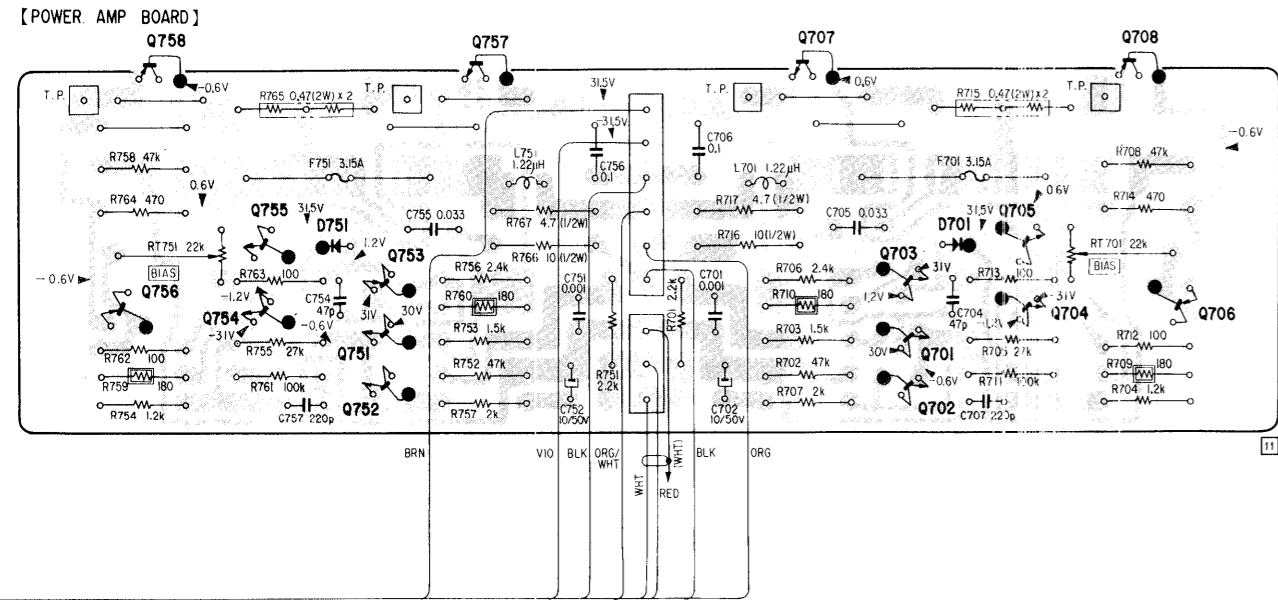 【POWER AMP BOARD】
Q758
Q757
Q707
Q708
T.P.
-0.6V
R765 0.47(2W)×2
T.P.
31.5V
-31.5V
T.P.
0.6V
R715 0.47(2W)×2
T.P.
-0.6V
R758 47k
F751 3.15A
L751
1.22μH
C756
0.1
C706
0.1
L701 1.22μH
F701 3.15A
R708 47k
R764 470
0.6V
Q755
31.5V
D751
1.2V
C755 0.033
R767 4.7(1/2W)
R717 4.7(1/2W)
C705 0.033
D701
31.5V
Q705
0.6V
R714 470
RT751 22k
BIAS
Q753
R766 10(1/2W)
R716 10(1/2W)
Q703
RT701 22k
BIAS
-0.6V
Q756
R763 100
-1.2V
C754
47p
31V
30V
R756 2.4k
C751
0.001
R701 2.2k
C701
0.001
R706 2.4k
31V
1.2V
R713 100
-31V
Q706
Q754
-31V
-0.6V
R760 180
R710 180
C704
47p
Q704
R762 100
R755 27k
Q751
R753 1.5k
R703 1.5k
30V
Q701
R705 27k
R712 100
R759 180
R761 100k
R752 47k
R751
2.2k
R702 47k
-0.6V
R711 100k
R709 180
R754 1.2k
C757 220p
Q752
R757 2k
C752
10/50V
C702
10/50V
R707 2k
Q702
C707 220p
R704 1.2k
11
BRN
VIO
BLK
ORG/
WHT
WHT
(WHT)
RED
BLK
ORG